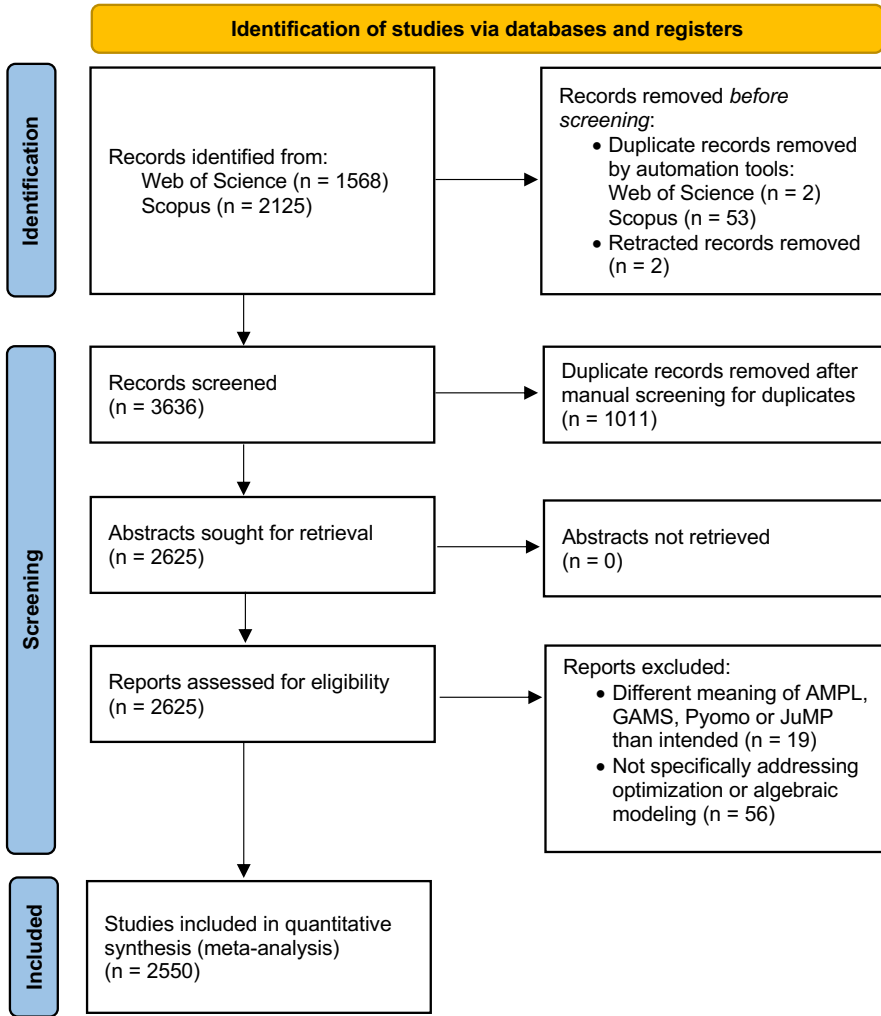 Identification of studies via databases and registers
Identification
Records identified from:
Web of Science (n = 1568)
Scopus (n = 2125)
Records removed before
screening:
• Duplicate records removed
by automation tools:
Web of Science (n = 2)
Scopus (n = 53)
• Retracted records removed
(n = 2)
Screening
Records screened
(n = 3636)
Duplicate records removed after
manual screening for duplicates
(n = 1011)
Abstracts sought for retrieval
(n = 2625)
Abstracts not retrieved
(n = 0)
Reports assessed for eligibility
(n = 2625)
Reports excluded:
• Different meaning of AMPL,
GAMS, Pyomo or JuMP
than intended (n = 19)
• Not specifically addressing
optimization or algebraic
modeling (n = 56)
Included
Studies included in quantitative
synthesis (meta-analysis)
(n = 2550)